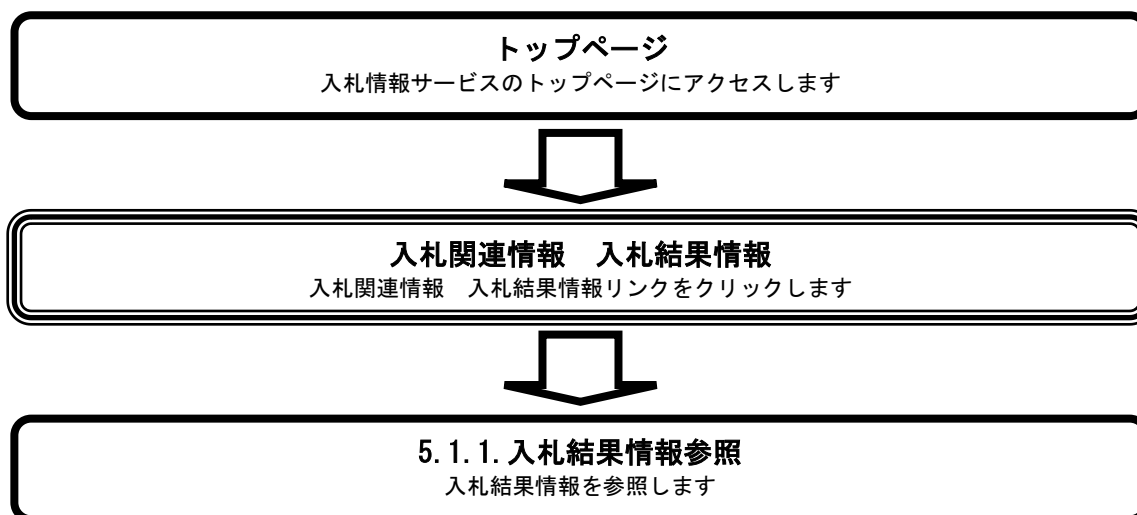 トップページ
入札情報サービスのトップページにアクセスします
入札関連情報　入札結果情報
入札関連情報　入札結果情報リンクをクリックします
5.1.1.入札結果情報参照
入札結果情報を参照します